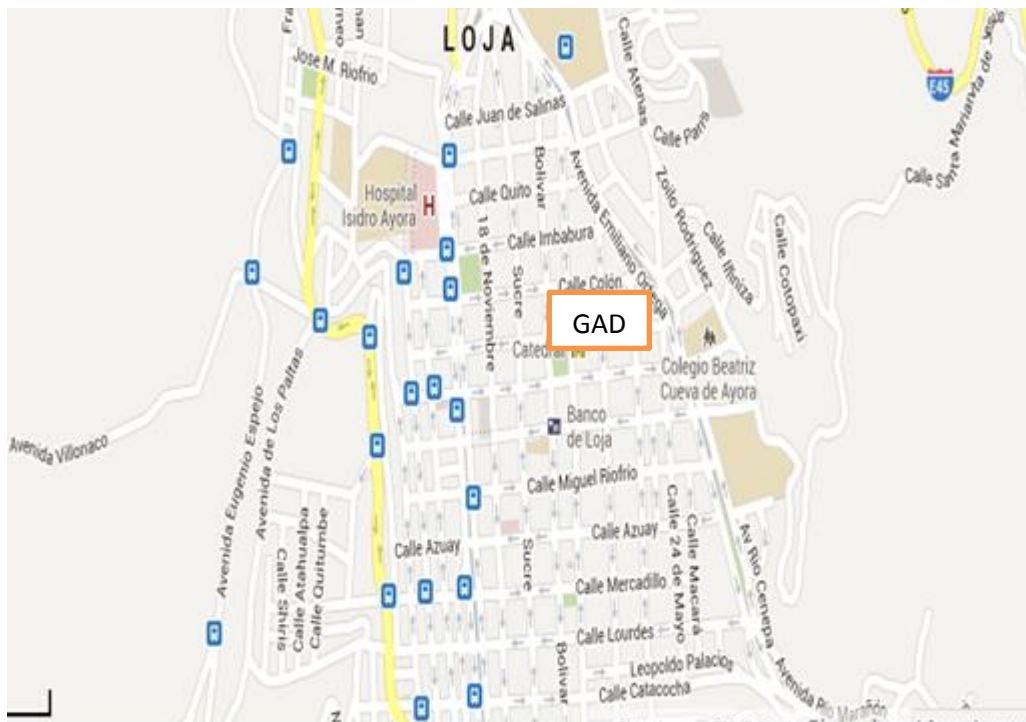 LOJA
Jose M. Riofrio
Calle Juan de Salinas
Calle Atenas
Calle Paris
E45
Calle Santa Marianita de
Hospital
Isidro Ayora
H
Calle Quito
Bolivar
Avenida Emiliano Ortega
Zoilo Rodriguez
Calle Imbabura
18 de Noviembre
Sucre
Calle Colón
Calle Iliniza
Calle Cotopaxi
GAD
Colegio Beatriz
Cueva de Ayora
Banco
de Loja
Avenida Villonaco
Avenida Eugenio Espejo
Avenida de Los Paltas
Calle Miguel Riofrio
Calle Azuay
Calle Azuay
Sucre
Calle 24 de Mayo
Calle Macará
Av Rio Cenepa
Calle Shiris
Calle Atahualpa
Calle Quitumbe
Calle Mercadillo
Calle Lourdes
Bolivar
Leopoldo Palacios
Calle Catacocha
Avenida Rio Marañón